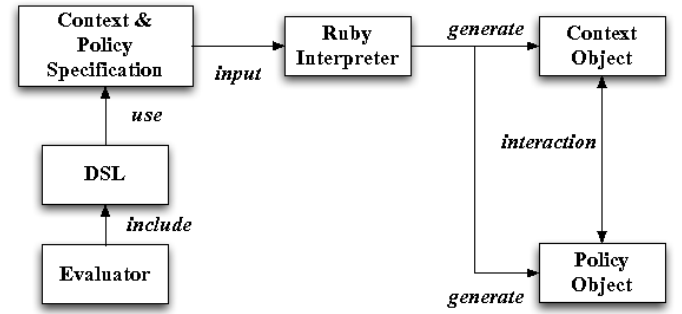 Context &
Policy
Specification
input
Ruby
Interpreter
generate
Context
Object
use
interaction
DSL
include
Evaluator
Policy
Object
generate